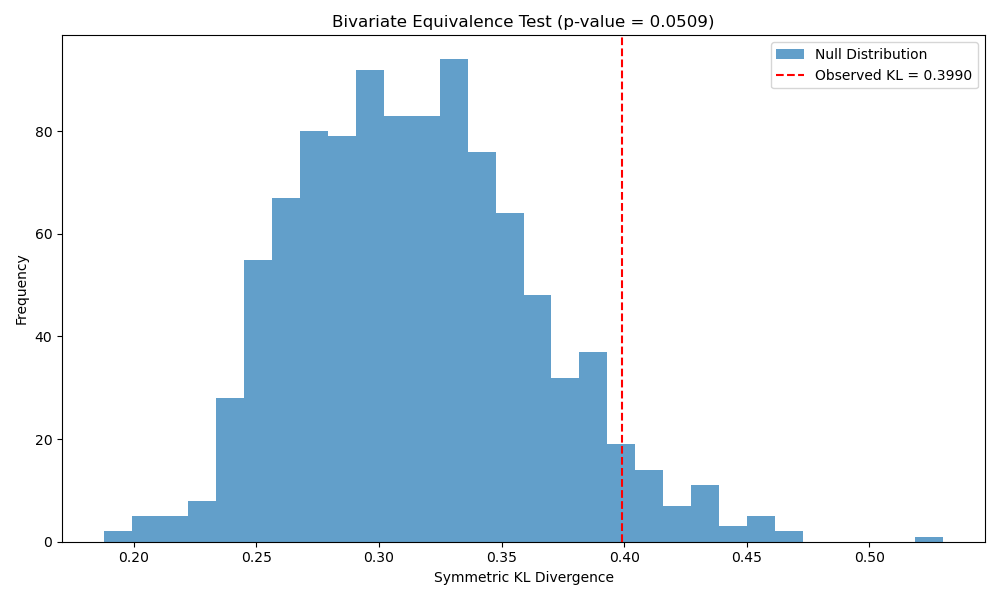 Bivariate Equivalence Test (p-value = 0.0509)
Null Distribution
Observed KL = 0.3990
Frequency
80
60
40
20
0
0.20 0.25 0.30 0.35 0.40 0.45 0.50
Symmetric KL Divergence